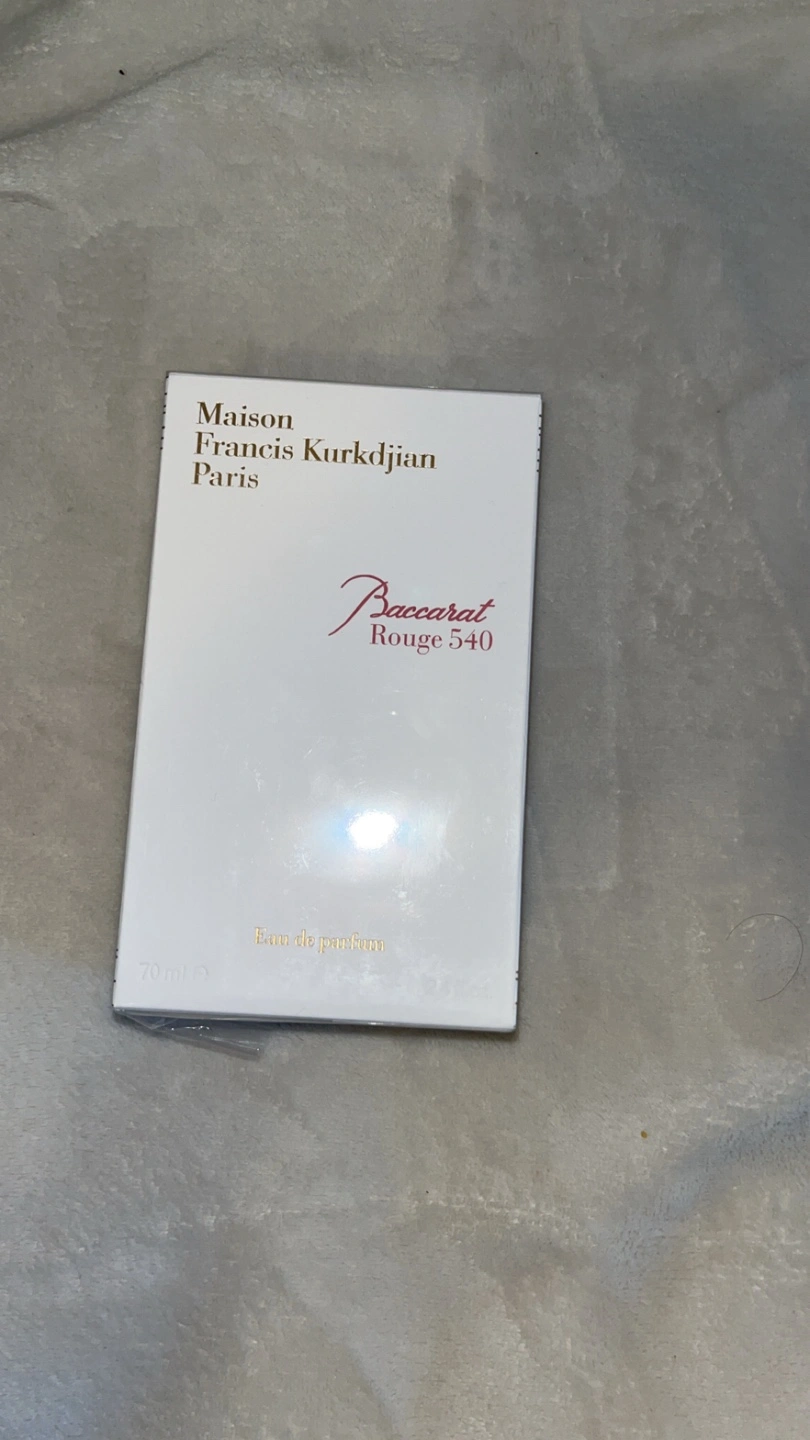 Maison
Francis Kurkdjian
Paris
Baccarat
Rouge 540
Eau de parfum
70 ml